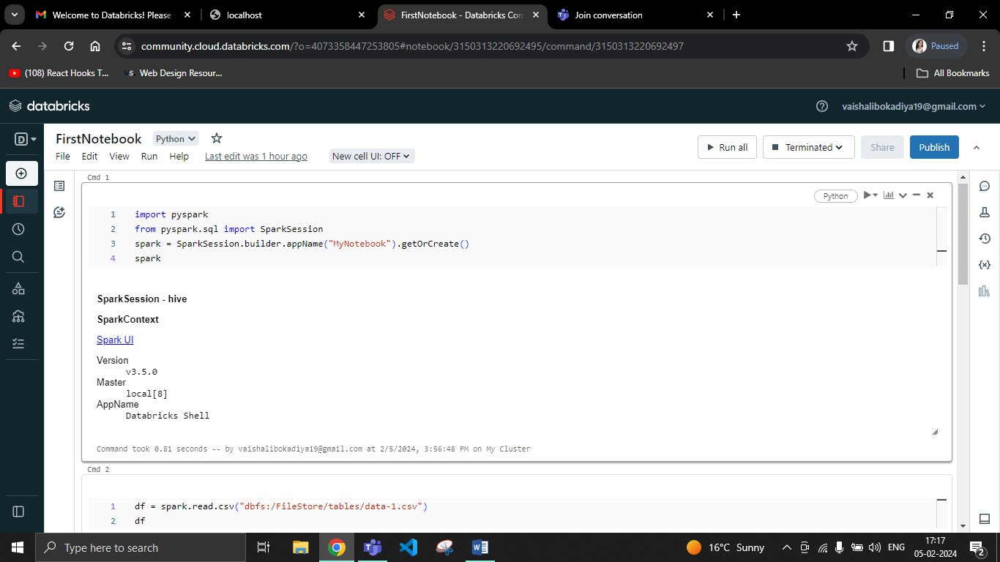 Welcome to Databricks! Please
localhost
FirstNotebook - Databricks Con
Join conversation
community.cloud.databricks.com/?o=4073358447253805#notebook/3150313220692495/command/3150313220692497
Paused
(108) React Hooks T...
VS
Web Design Resour...
All Bookmarks
databricks
vaishalibokadiya19@gmail.com
D
FirstNotebook
Python
File
Edit
View
Run
Help
Last edit was 1 hour ago
New cell UI: OFF
Run all
Terminated
Share
Publish
Cmd 1
Python
1 import pyspark
2 from pyspark.sql import SparkSession
3 spark = SparkSession.builder.appName("MyNotebook").getOrCreate()
4 spark
SparkSession - hive
SparkContext
Spark UI
Version
v3.5.0
Master
local[8]
AppName
Databricks Shell
Command took 0.81 seconds -- by vaishalibokadiya19@gmail.com at 2/5/2024, 3:56:48 PM on My Cluster
Cmd 2
1 df = spark.read.csv("dbfs:/FileStore/tables/data-1.csv")
2 df
Type here to search
16°C Sunny
ENG
17:17
05-02-2024
2